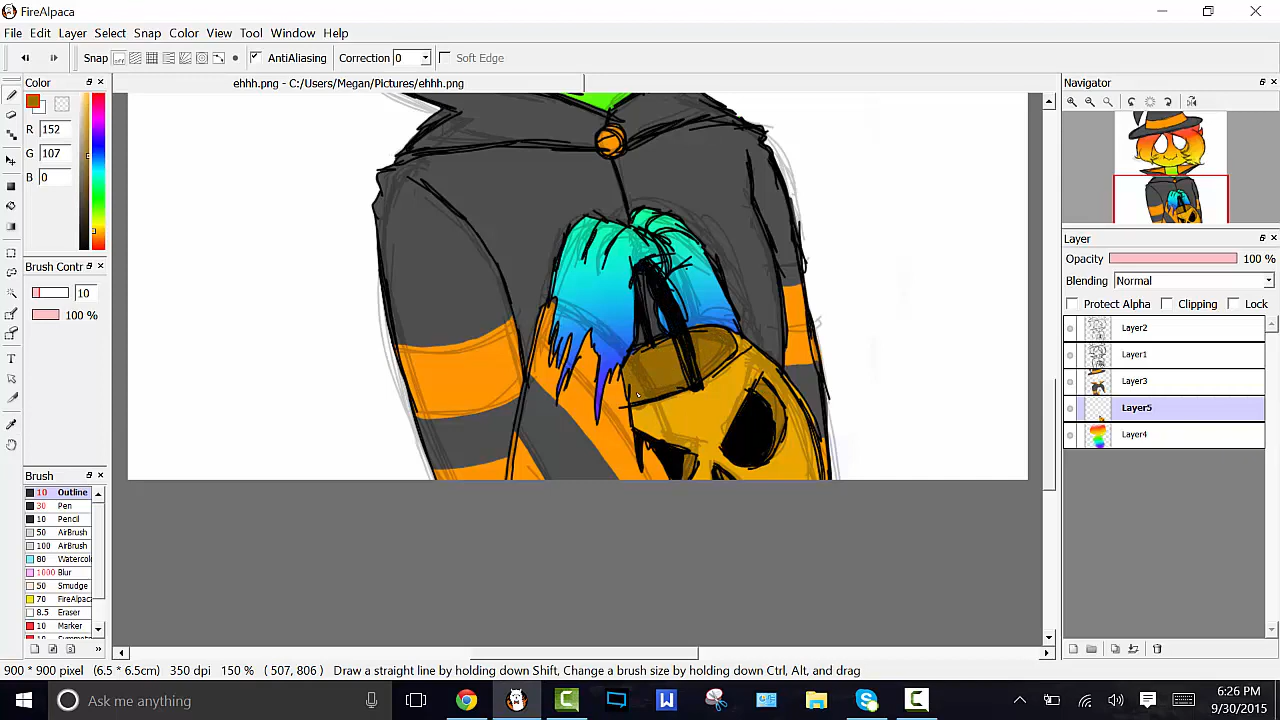 FireAlpaca
File Edit Layer Select Snap Color View Tool Window Help
Snap AntiAliasing Correction 0 Soft Edge
Color
ehhh.png - C:/Users/Megan/Pictures/ehhh.png
Navigator
R 152
G 107
B 0
Layer
Opacity 100 %
Brush Contr
Blending Normal
10
Protect Alpha Clipping Lock
100 %
Layer2
Layer1
Layer3
Layer5
Layer4
Brush
10 Outline
30 Pen
10 Pencil
50 AirBrush
100 AirBrush
80 Watercol
1000 Blur
50 Smudge
70 FireAlpac
8.5 Eraser
10 Marker
900 * 900 pixel (6.5 * 6.5cm) 350 dpi 150 % ( 507, 806 ) Draw a straight line by holding down Shift, Change a brush size by holding down Ctrl, Alt, and drag
Ask me anything
6:26 PM
9/30/2015